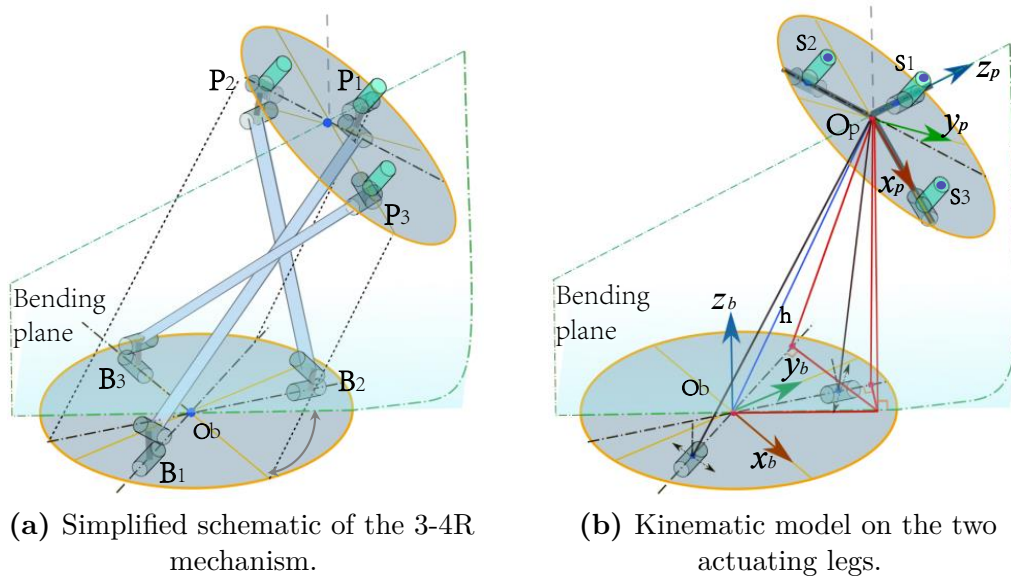 P2
P1
P3
Bending
plane
B3
B2
Ob
B1
S2
S1
zp
Op
yp
xp
S3
Bending
plane
zb
h
Ob
yb
xb
(a) Simplified schematic of the 3-4R
mechanism.
(b) Kinematic model on the two
actuating legs.